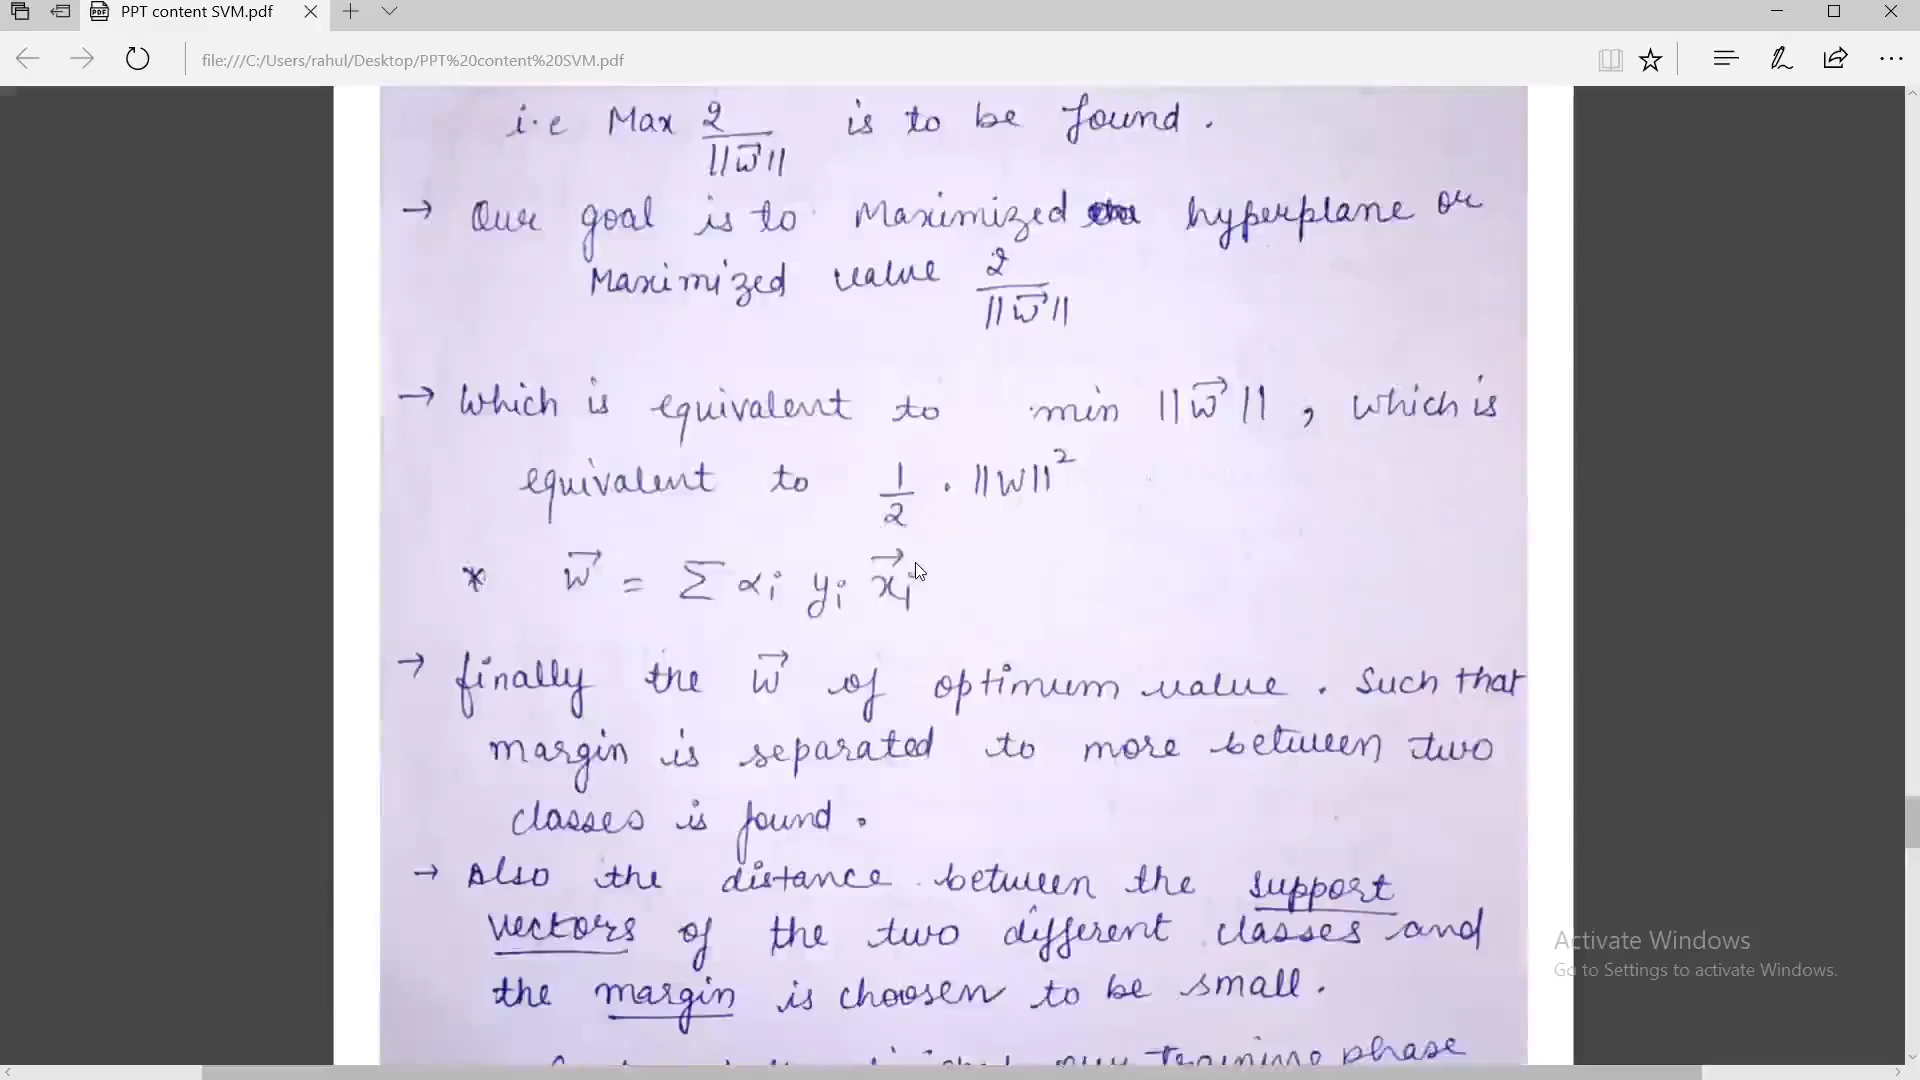 PPT content SVM.pdf
file:///C:/Users/rahul/Desktop/PPT%20content%20SVM.pdf
i.e Max 2/||w⃗|| is to be found.
→ Our goal is to Maximized hyperplane or
Maximized value 2/||w⃗||
→ Which is equivalent to min ||w⃗||, which is
equivalent to 1/2 . ||W||²
* w⃗ = Σ αi yi x⃗i
→ finally the w⃗ of optimum value. Such that
margin is separated to more between two
classes is found.
→ Also the distance between the support
vectors of the two different classes and
the margin is choosen to be small.
training phase
Activate Windows
Go to Settings to activate Windows.